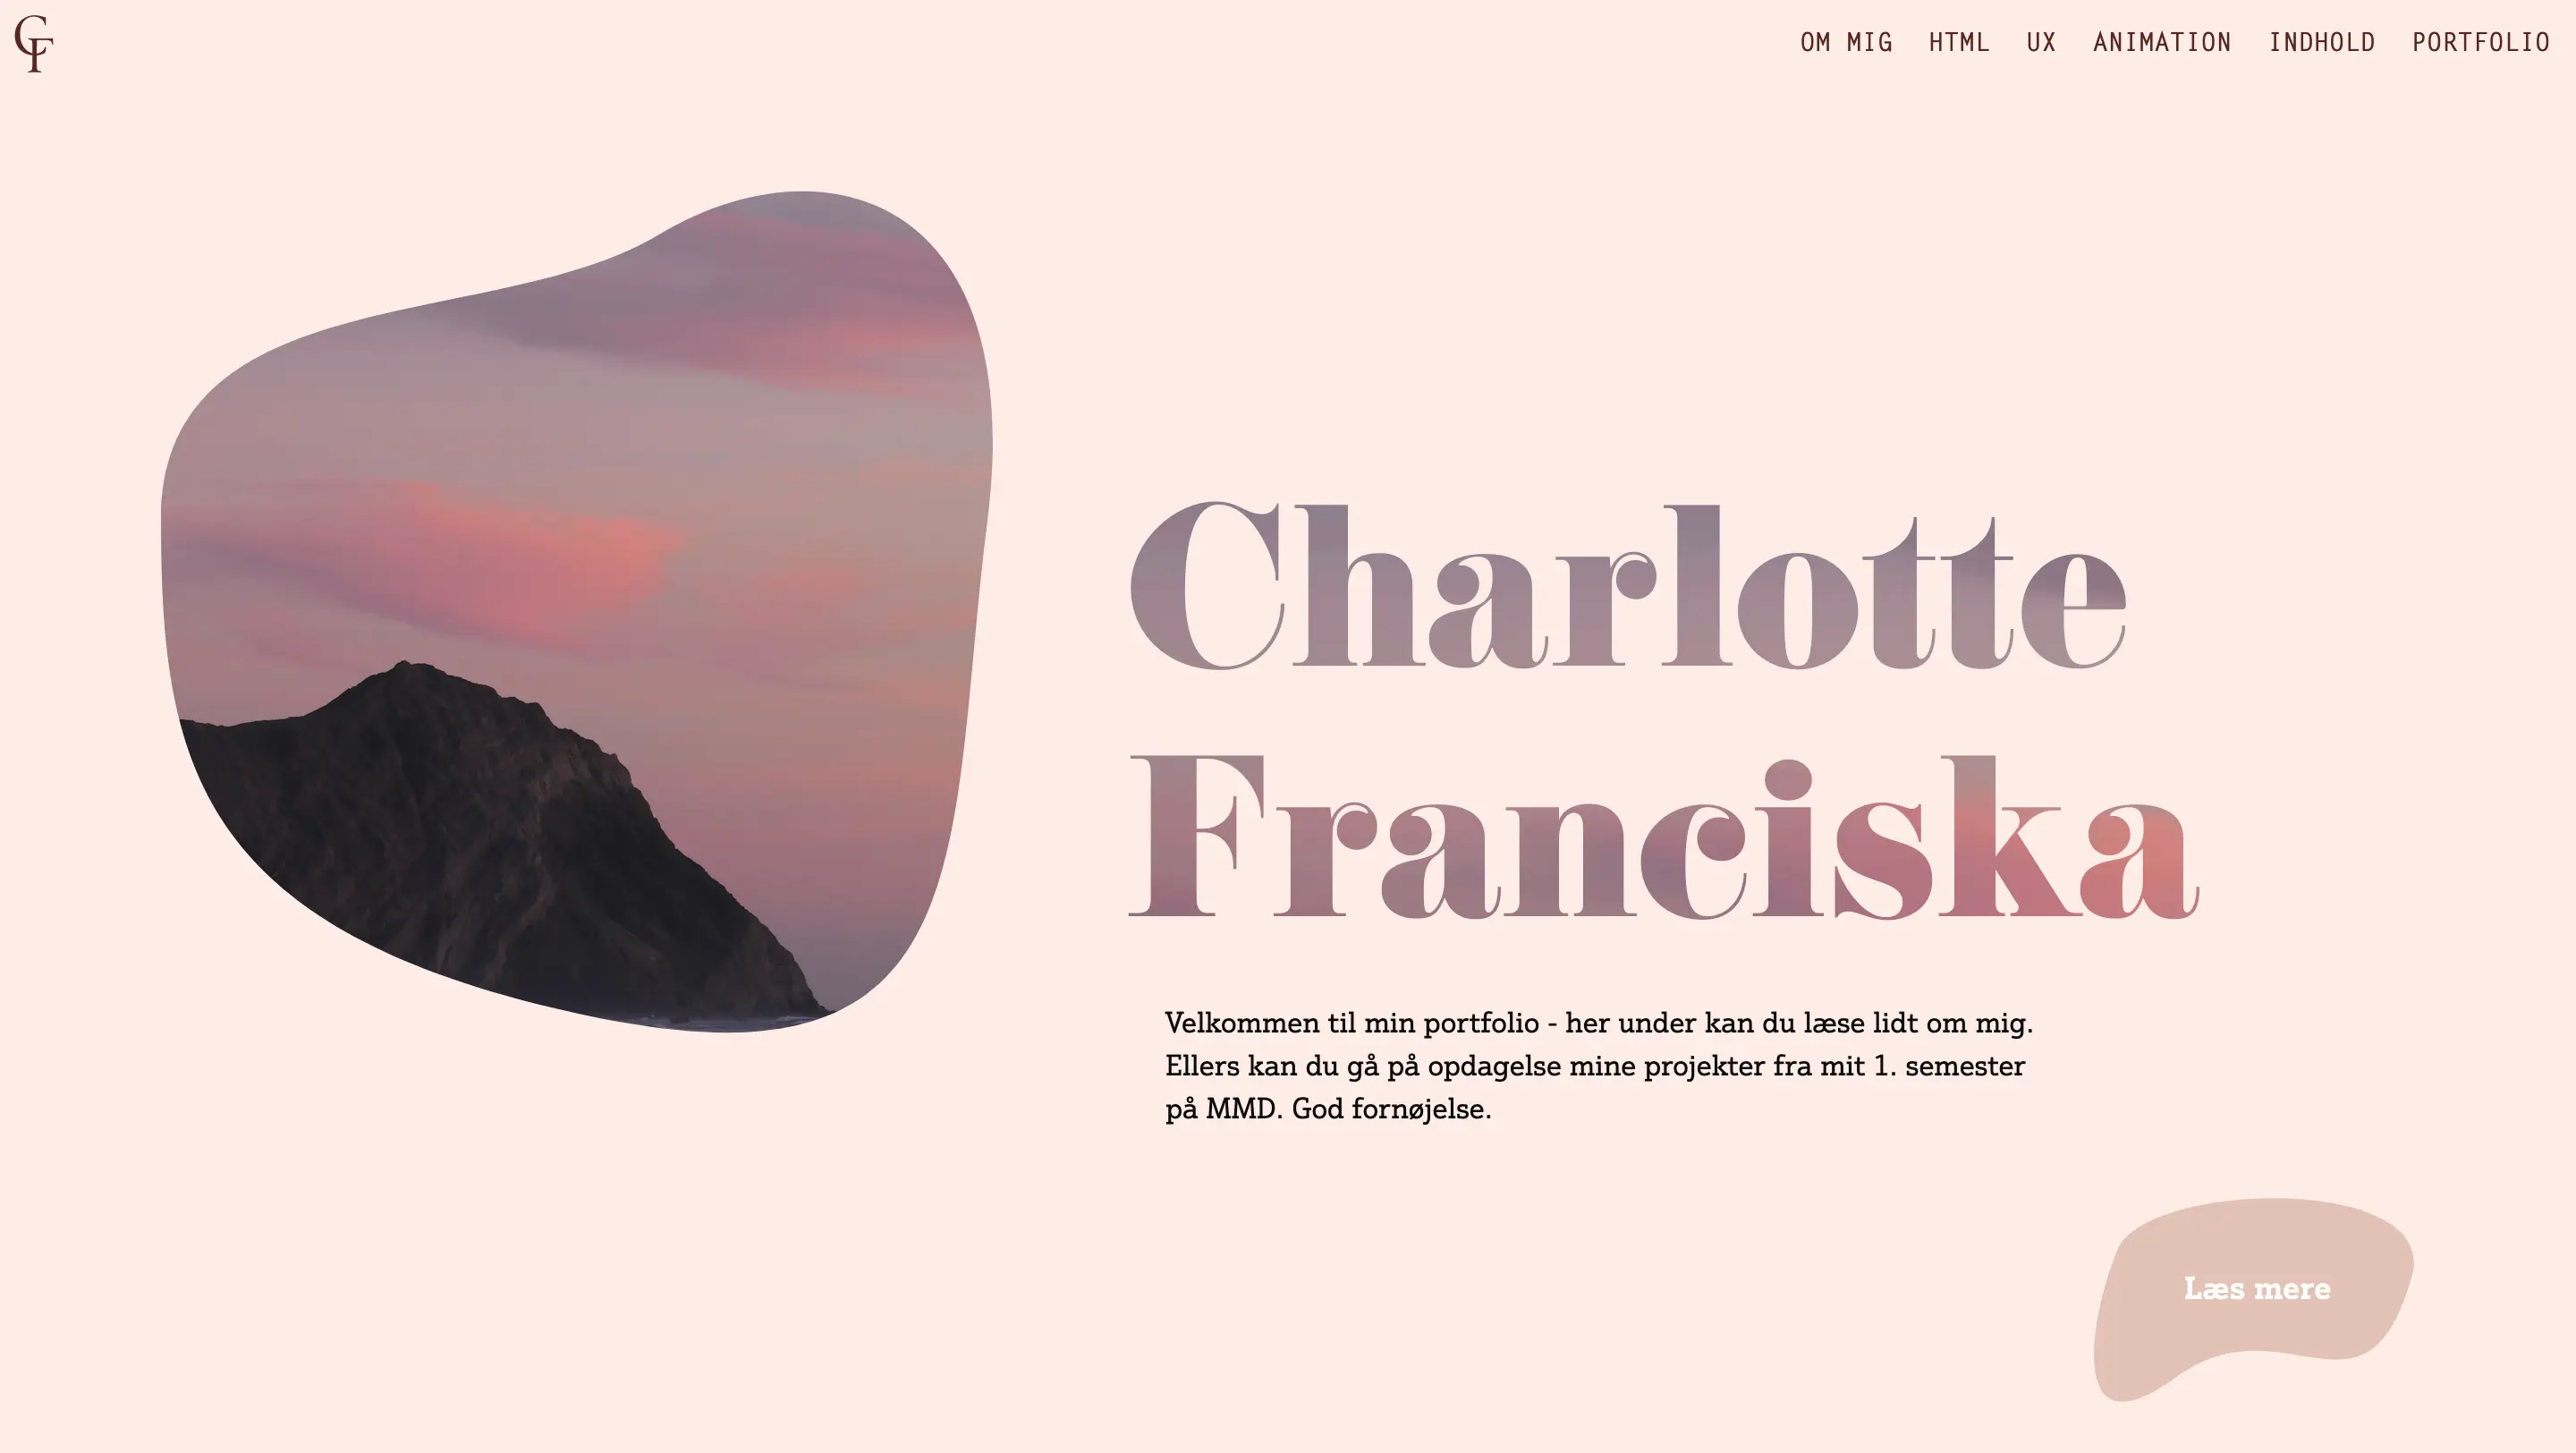 CF
OM MIG HTML UX ANIMATION INDHOLD PORTFOLIO
Charlotte
Franciska
Velkommen til min portfolio - her under kan du læse lidt om mig.
Ellers kan du gå på opdagelse mine projekter fra mit 1. semester
på MMD. God fornøjelse.
Læs mere